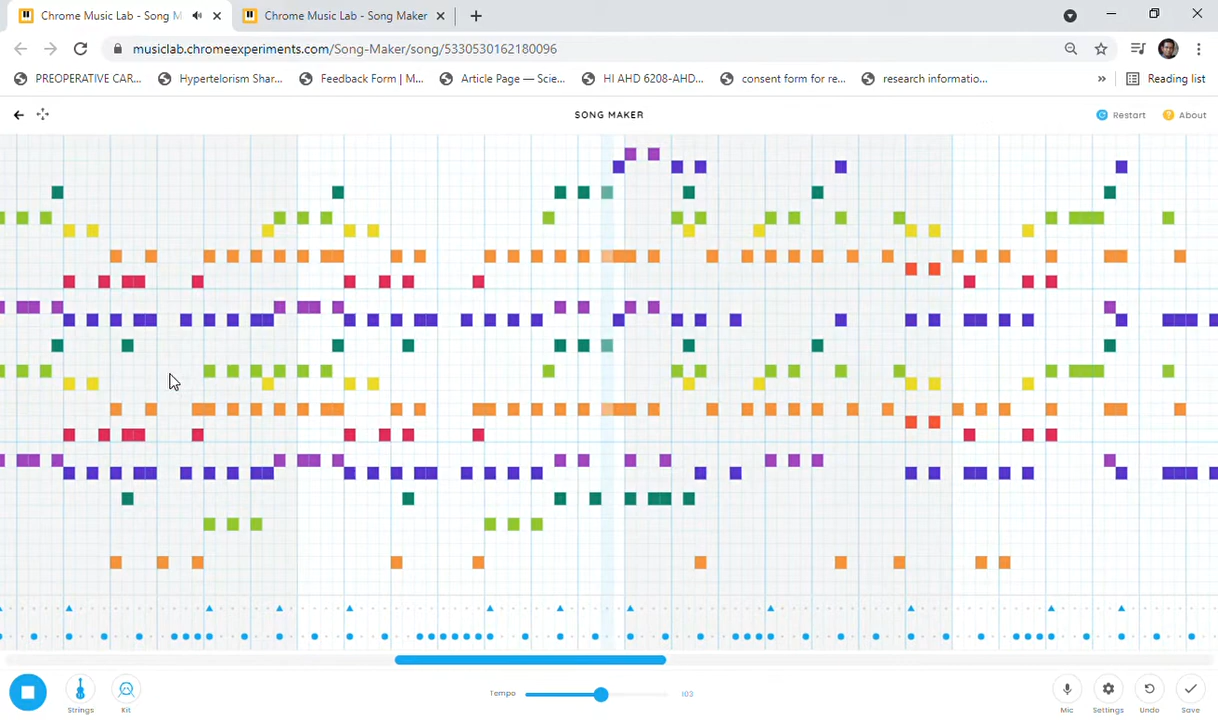 Chrome Music Lab - Song M
Chrome Music Lab - Song Maker
musiclab.chromeexperiments.com/Song-Maker/song/5330530162180096
PREOPERATIVE CAR...
Hypertelorism Shar...
Feedback Form | M...
Article Page — Scie...
HI AHD 6208-AHD...
consent form for re...
research informatio...
»
Reading list
SONG MAKER
Restart
? About
Tempo
103
Strings
Kit
Mic
Settings
Undo
Save